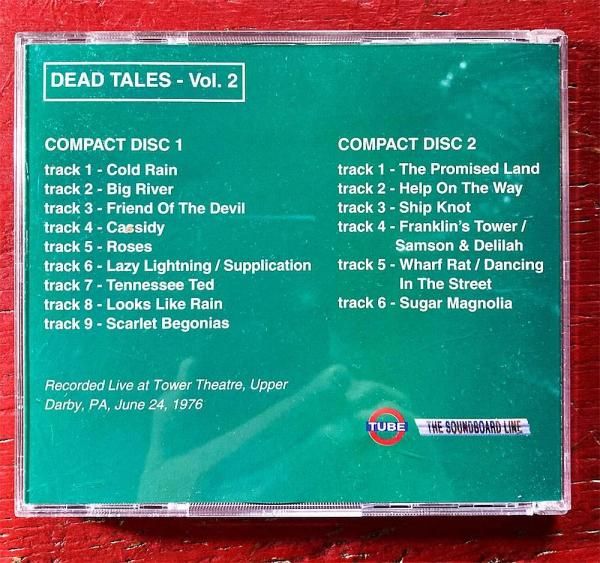 DEAD TALES - Vol. 2
COMPACT DISC 1
track 1 - Cold Rain
track 2 - Big River
track 3 - Friend Of The Devil
track 4 - Cassidy
track 5 - Roses
track 6 - Lazy Lightning / Supplication
track 7 - Tennessee Ted
track 8 - Looks Like Rain
track 9 - Scarlet Begonias
COMPACT DISC 2
track 1 - The Promised Land
track 2 - Help On The Way
track 3 - Ship Knot
track 4 - Franklin's Tower /
Samson & Delilah
track 5 - Wharf Rat / Dancing
In The Street
track 6 - Sugar Magnolia
Recorded Live at Tower Theatre, Upper
Darby, PA, June 24, 1976
TUBE
THE SOUNDBOARD LINE